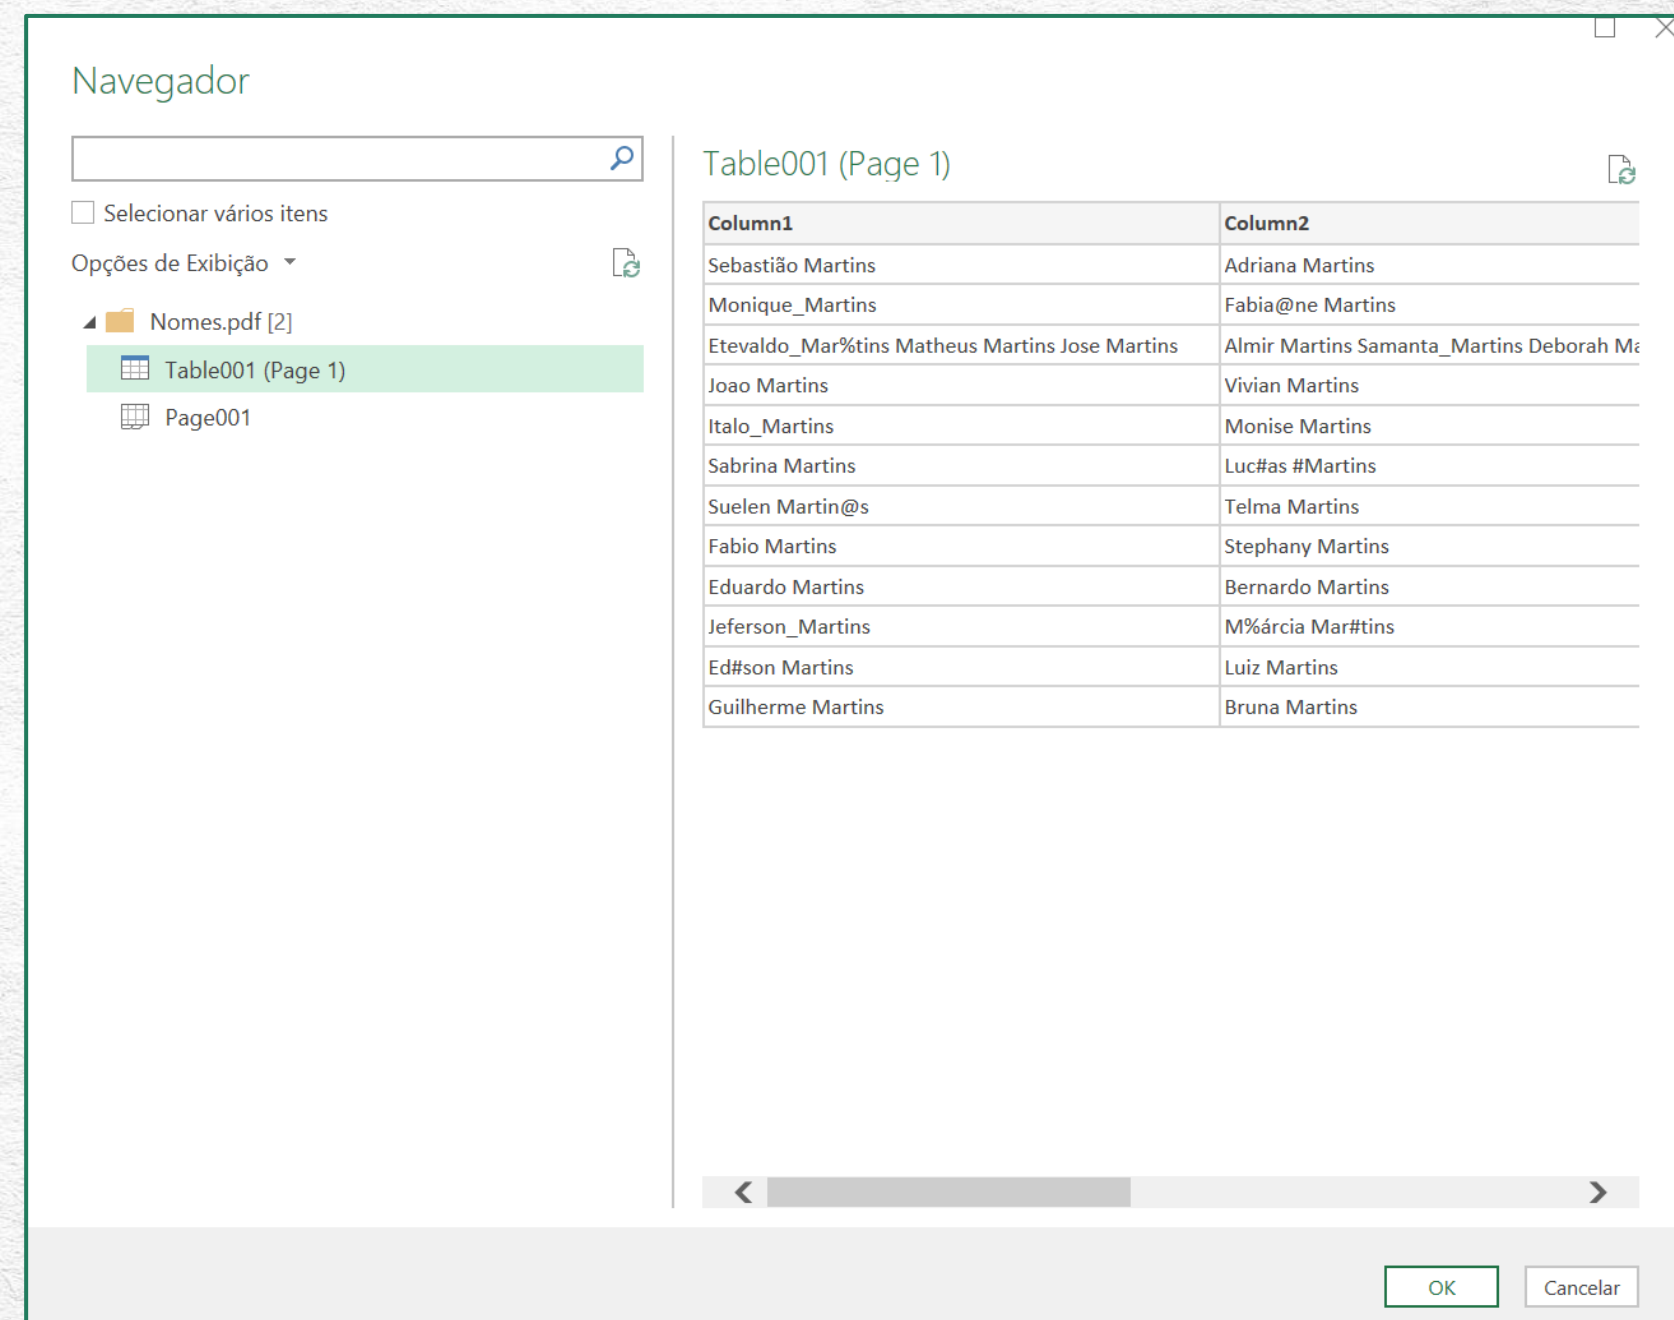 Navegador
Selecionar vários itens
Opções de Exibição
Nomes.pdf [2]
Table001 (Page 1)
Page001
Table001 (Page 1)
Column1 Column2
Sebastião Martins Adriana Martins
Monique_Martins Fabia@ne Martins
Etevaldo_Mar%tins Matheus Martins Jose Martins Almir Martins Samanta_Martins Deborah Ma
Joao Martins Vivian Martins
Italo_Martins Monise Martins
Sabrina Martins Luc#as #Martins
Suelen Martin@s Telma Martins
Fabio Martins Stephany Martins
Eduardo Martins Bernardo Martins
Jeferson_Martins M%árcia Mar#tins
Ed#son Martins Luiz Martins
Guilherme Martins Bruna Martins
OK Cancelar